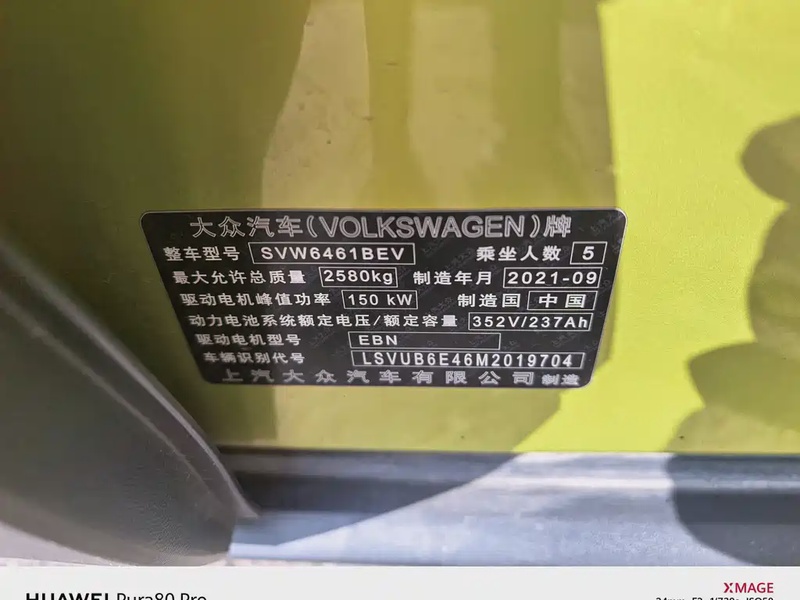 大众汽车(VOLKSWAGEN)牌
整车型号 SVW6461BEV 乘坐人数 5
最大允许总质量 2580kg 制造年月 2021-09
驱动电机峰值功率 150 kW 制造国 中国
动力电池系统额定电压/额定容量 352V/237Ah
驱动电机型号 EBN
车辆识别代号 LSVUB6E46M2019704
上汽大众汽车有限公司 制造
HUAWEI Pura80 Pro
XMAGE